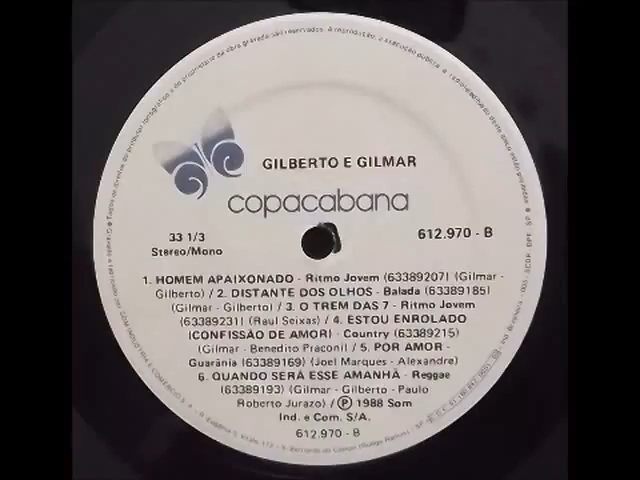 GILBERTO E GILMAR
copacabana
33 1/3
Stereo/Mono
612.970 - B
1. HOMEM APAIXONADO - Ritmo Jovem (63389207) (Gilmar -
Gilberto) / 2. DISTANTE DOS OLHOS - Balada (63389185)
(Gilmar - Gilberto) / 3. O TREM DAS 7 - Ritmo Jovem
(63389231) (Raul Seixas) / 4. ESTOU ENROLADO
(CONFISSÃO DE AMOR) - Country (63389215)
(Gilmar - Benedito Praconi) / 5. POR AMOR -
Guarânia (63389169) (Joel Marques - Alexandre)
6. QUANDO SERÁ ESSE AMANHÃ - Reggae
(63389193) (Gilmar - Gilberto - Paulo
Roberto Jurazo) / ℗ 1988 Som
Ind. e Com. S/A.
612.970 - B